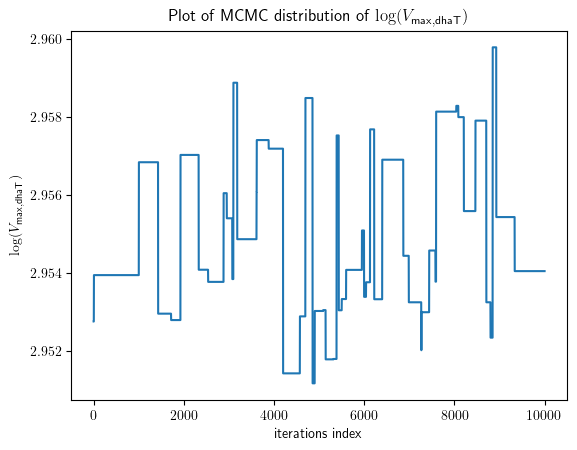 Plot of MCMC distribution of log(V_max,dhaT)
2.960
2.958
2.956
2.954
2.952
log(V_max,dhaT)
0 2000 4000 6000 8000 10000
iterations index